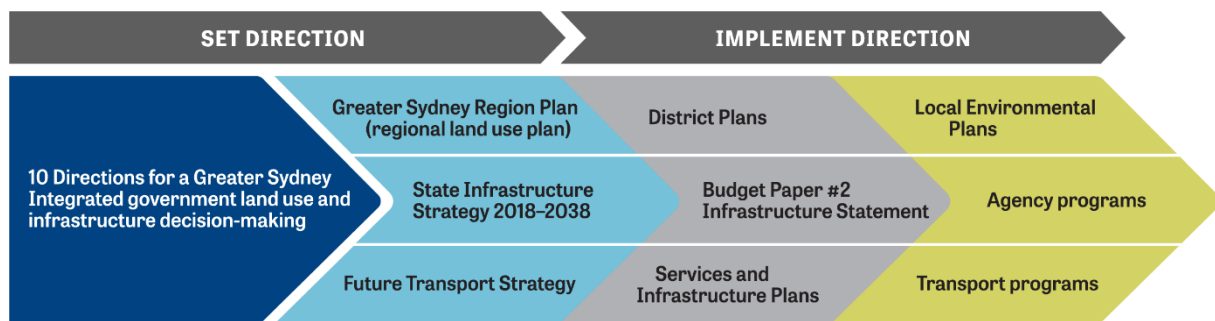 SET DIRECTION
IMPLEMENT DIRECTION
10 Directions for a Greater Sydney
Integrated government land use and
infrastructure decision-making
Greater Sydney Region Plan
(regional land use plan)
District Plans
Local Environmental
Plans
State Infrastructure
Strategy 2018–2038
Budget Paper #2
Infrastructure Statement
Agency programs
Future Transport Strategy
Services and
Infrastructure Plans
Transport programs